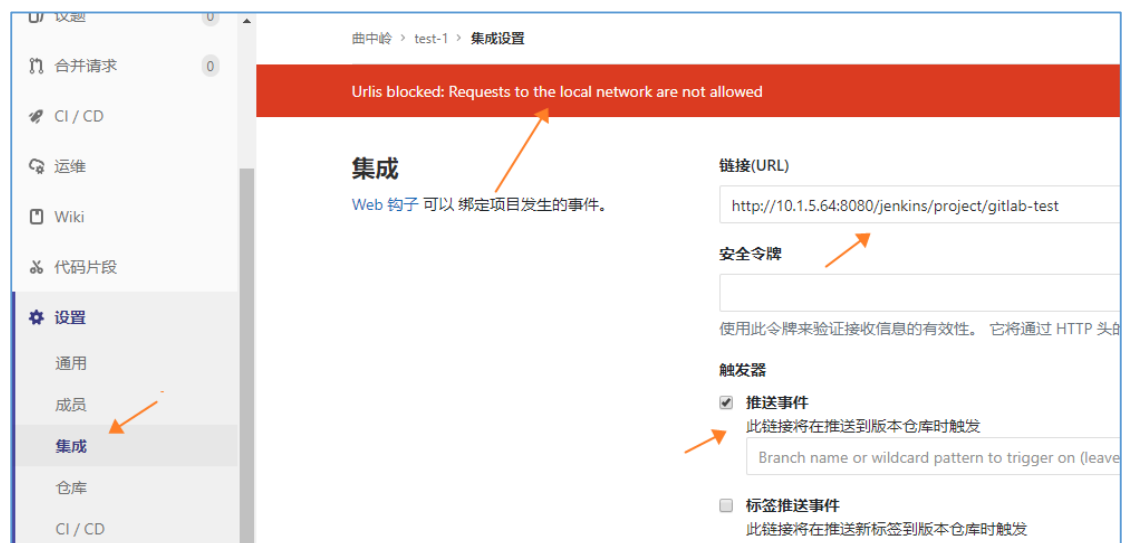 议题
0
合并请求
0
CI / CD
运维
Wiki
代码片段
设置
通用
成员
集成
仓库
CI / CD
曲中岭 › test-1 › 集成设置
Urlis blocked: Requests to the local network are not allowed
集成
Web 钩子 可以 绑定项目发生的事件。
链接(URL)
http://10.1.5.64:8080/jenkins/project/gitlab-test
安全令牌
使用此令牌来验证接收信息的有效性。 它将通过 HTTP 头的
触发器
推送事件
此链接将在推送到版本仓库时触发
Branch name or wildcard pattern to trigger on (leave
标签推送事件
此链接将在推送新标签到版本仓库时触发